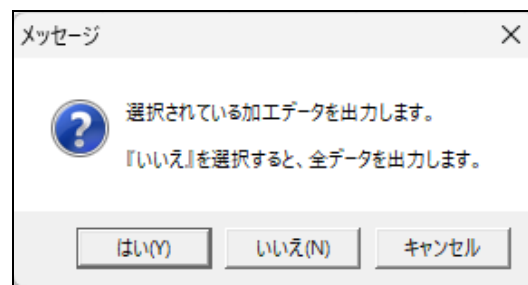 メッセージ
選択されている加工データを出力します。
『いいえ』を選択すると、全データを出力します。
はい(Y)
いいえ(N)
キャンセル